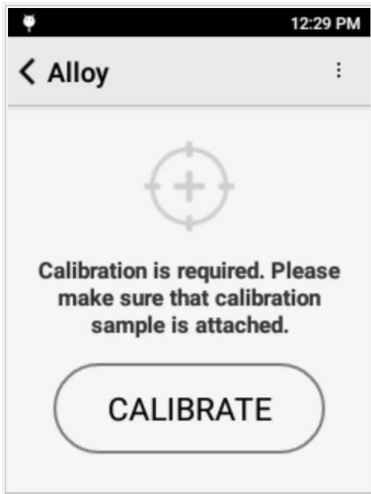 12:29 PM
Alloy
Calibration is required. Please
make sure that calibration
sample is attached.
CALIBRATE